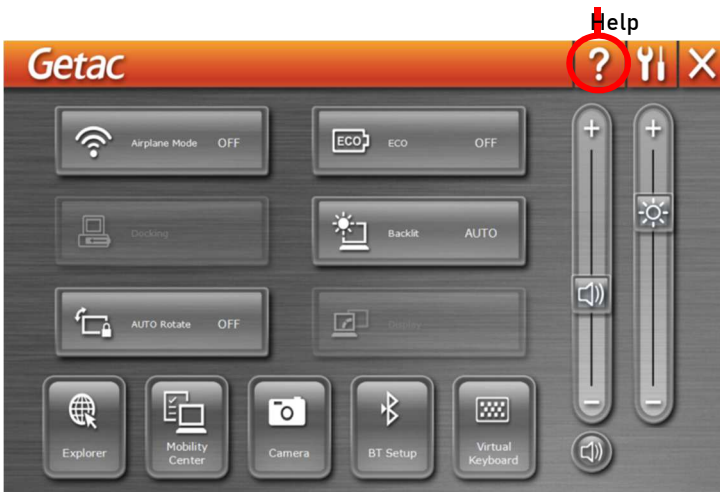 Help
Getac
?
Airplane Mode OFF
ECO ECO OFF
Docking
Backlit AUTO
AUTO Rotate OFF
Display
+ +
- -
Explorer
Mobility
Center
Camera
BT Setup
Virtual
Keyboard